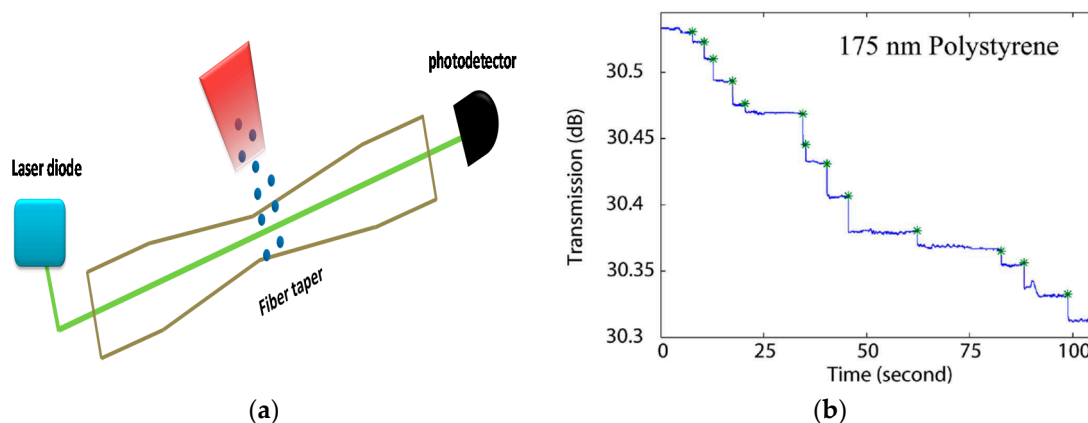 photodetector
Laser diode
Fiber taper
(a)
175 nm Polystyrene
Transmission (dB)
30.5
30.45
30.4
30.35
30.3
0 25 50 75 100
Time (second)
(b)